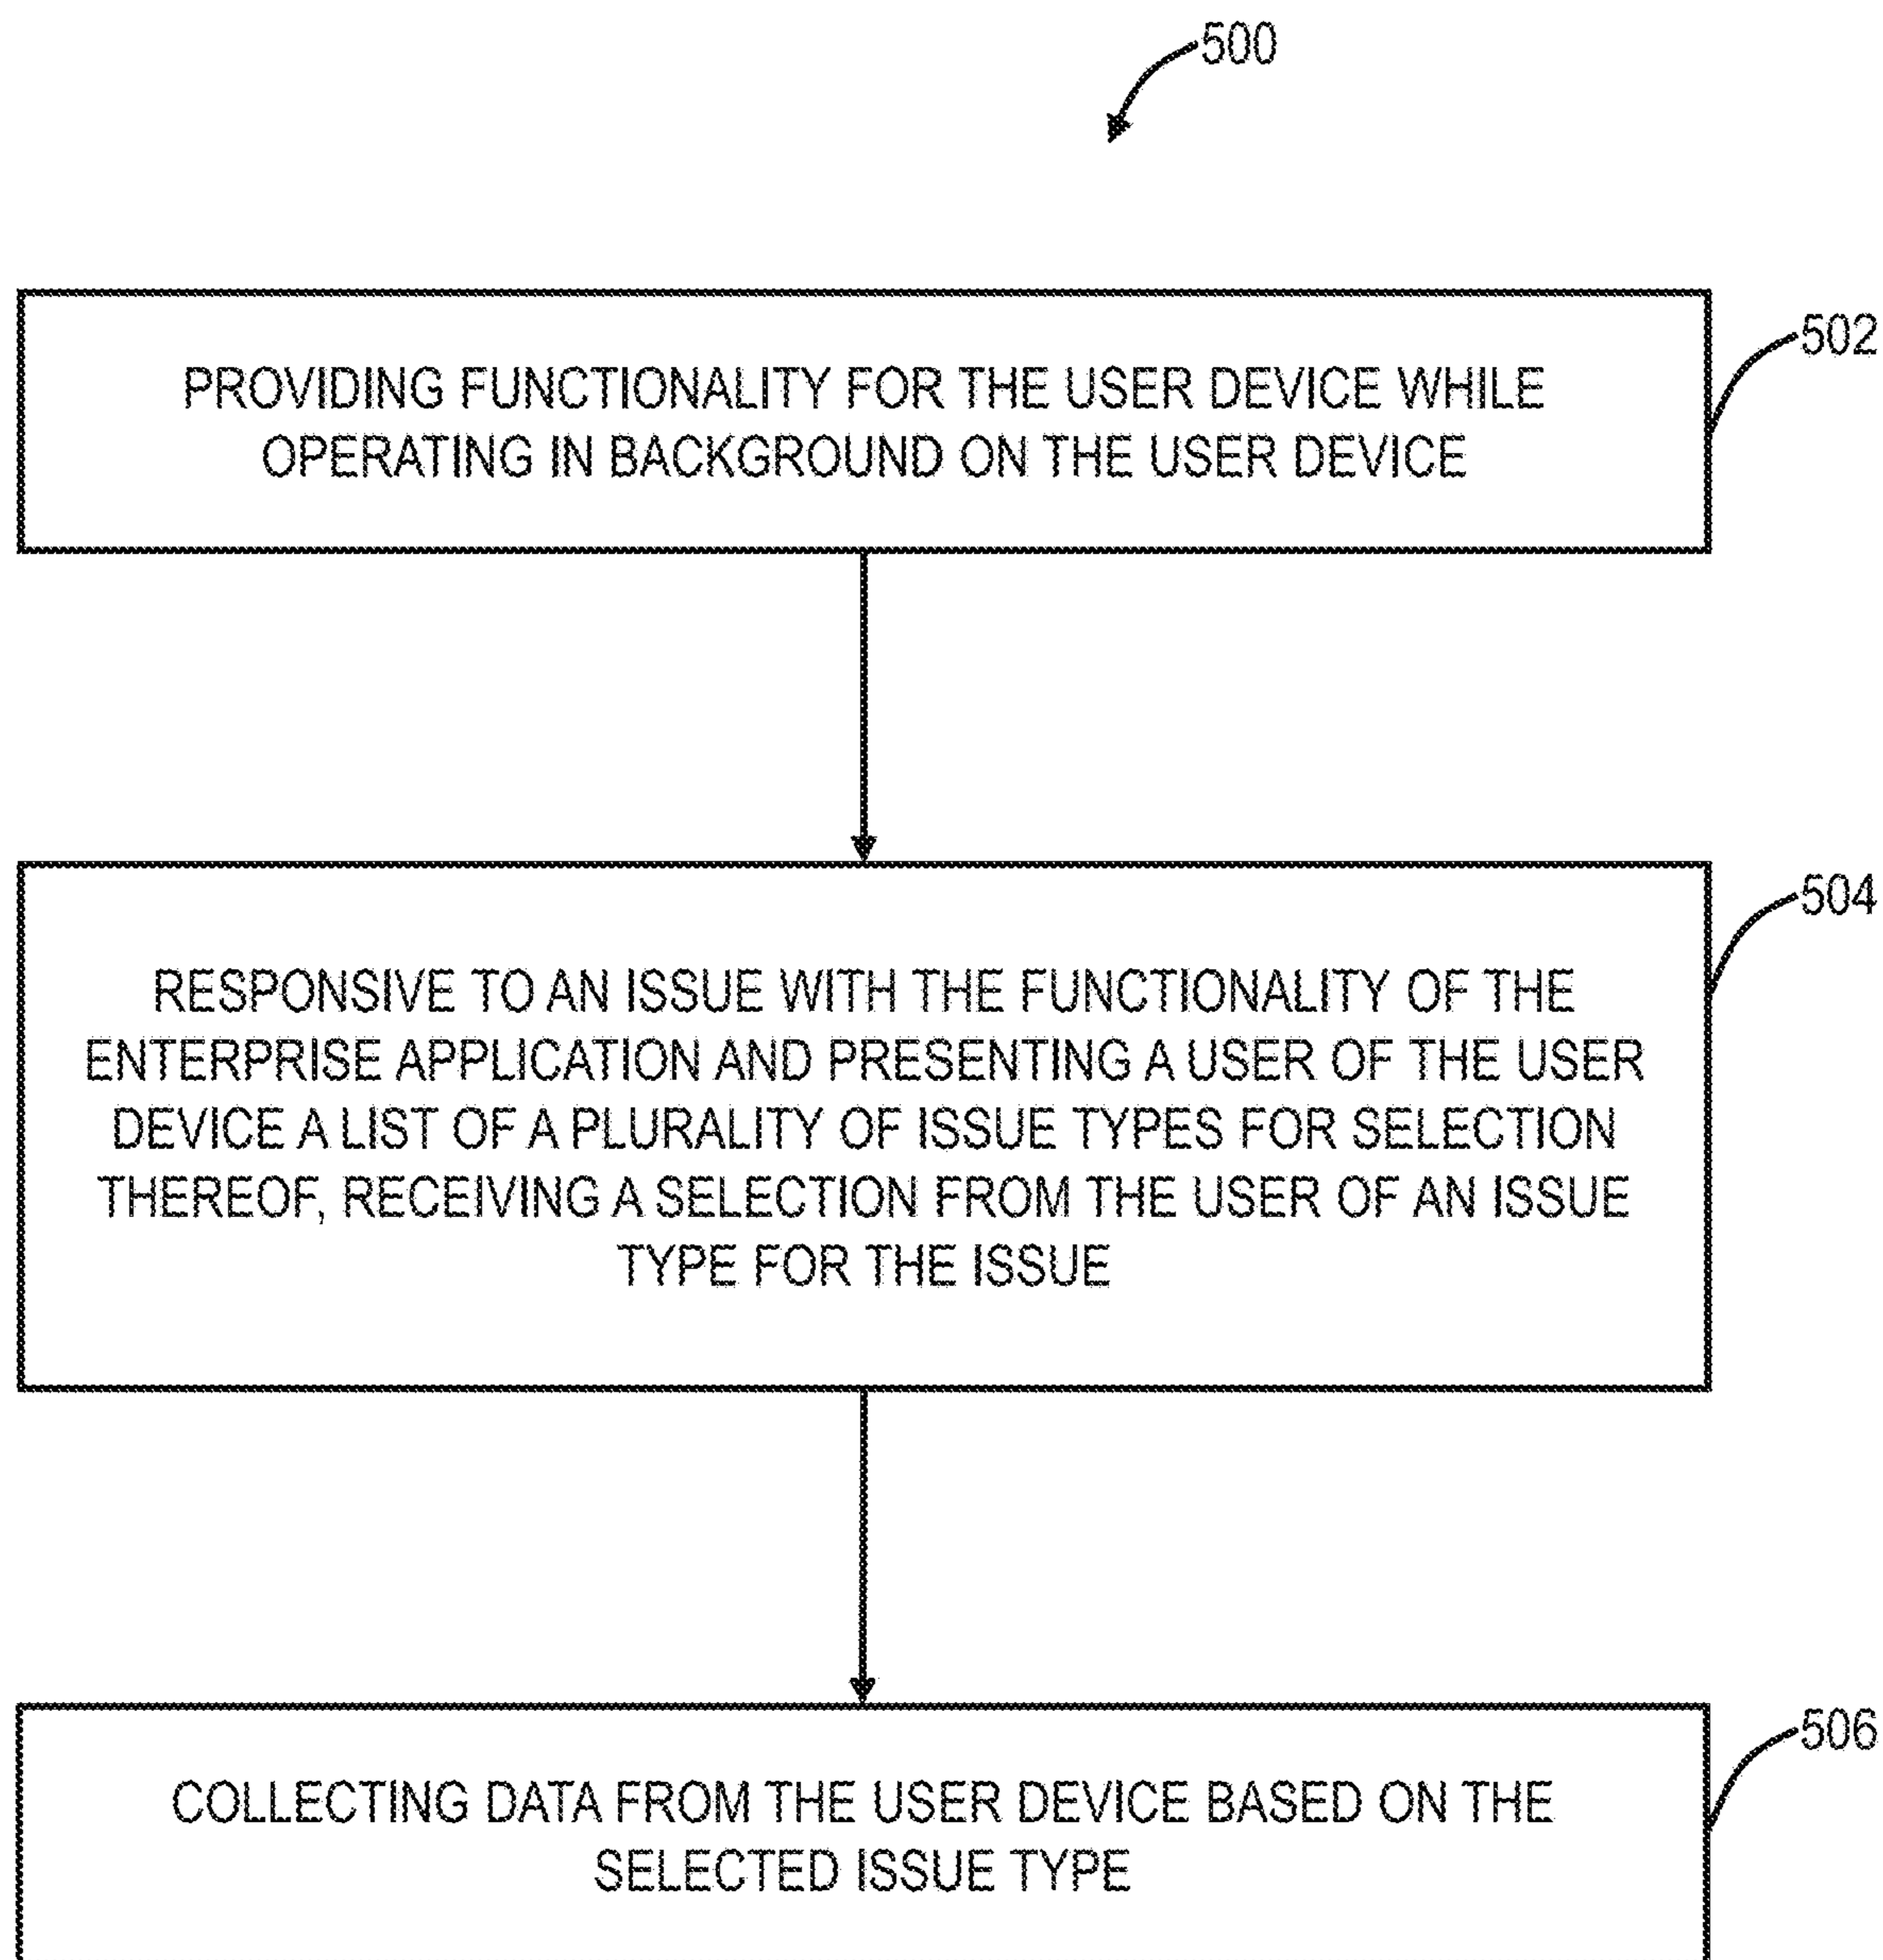 500
502
PROVIDING FUNCTIONALITY FOR THE USER DEVICE WHILE
OPERATING IN BACKGROUND ON THE USER DEVICE
504
RESPONSIVE TO AN ISSUE WITH THE FUNCTIONALITY OF THE
ENTERPRISE APPLICATION AND PRESENTING A USER OF THE USER
DEVICE A LIST OF A PLURALITY OF ISSUE TYPES FOR SELECTION
THEREOF, RECEIVING A SELECTION FROM THE USER OF AN ISSUE
TYPE FOR THE ISSUE
506
COLLECTING DATA FROM THE USER DEVICE BASED ON THE
SELECTED ISSUE TYPE